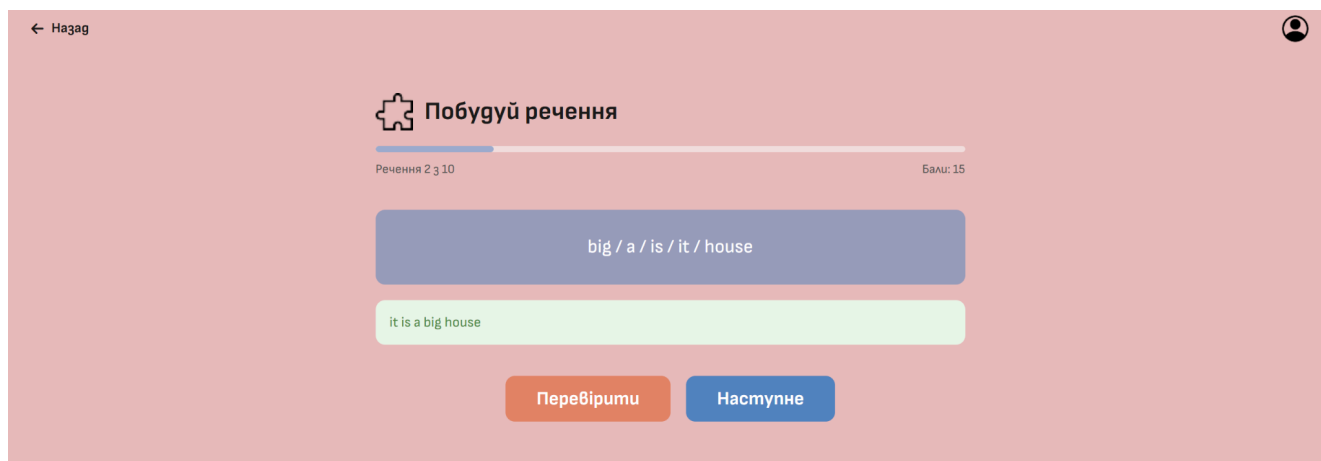 ← Назад
Побудуй речення
Речення 2 з 10
Бали: 15
big / a / is / it / house
it is a big house
Перевірити
Наступне